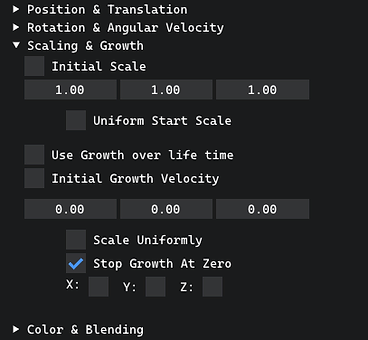 Position & Translation
Rotation & Angular Velocity
Scaling & Growth
Initial Scale
1.00 1.00 1.00
Uniform Start Scale
Use Growth over life time
Initial Growth Velocity
0.00 0.00 0.00
Scale Uniformly
Stop Growth At Zero
X: Y: Z:
Color & Blending